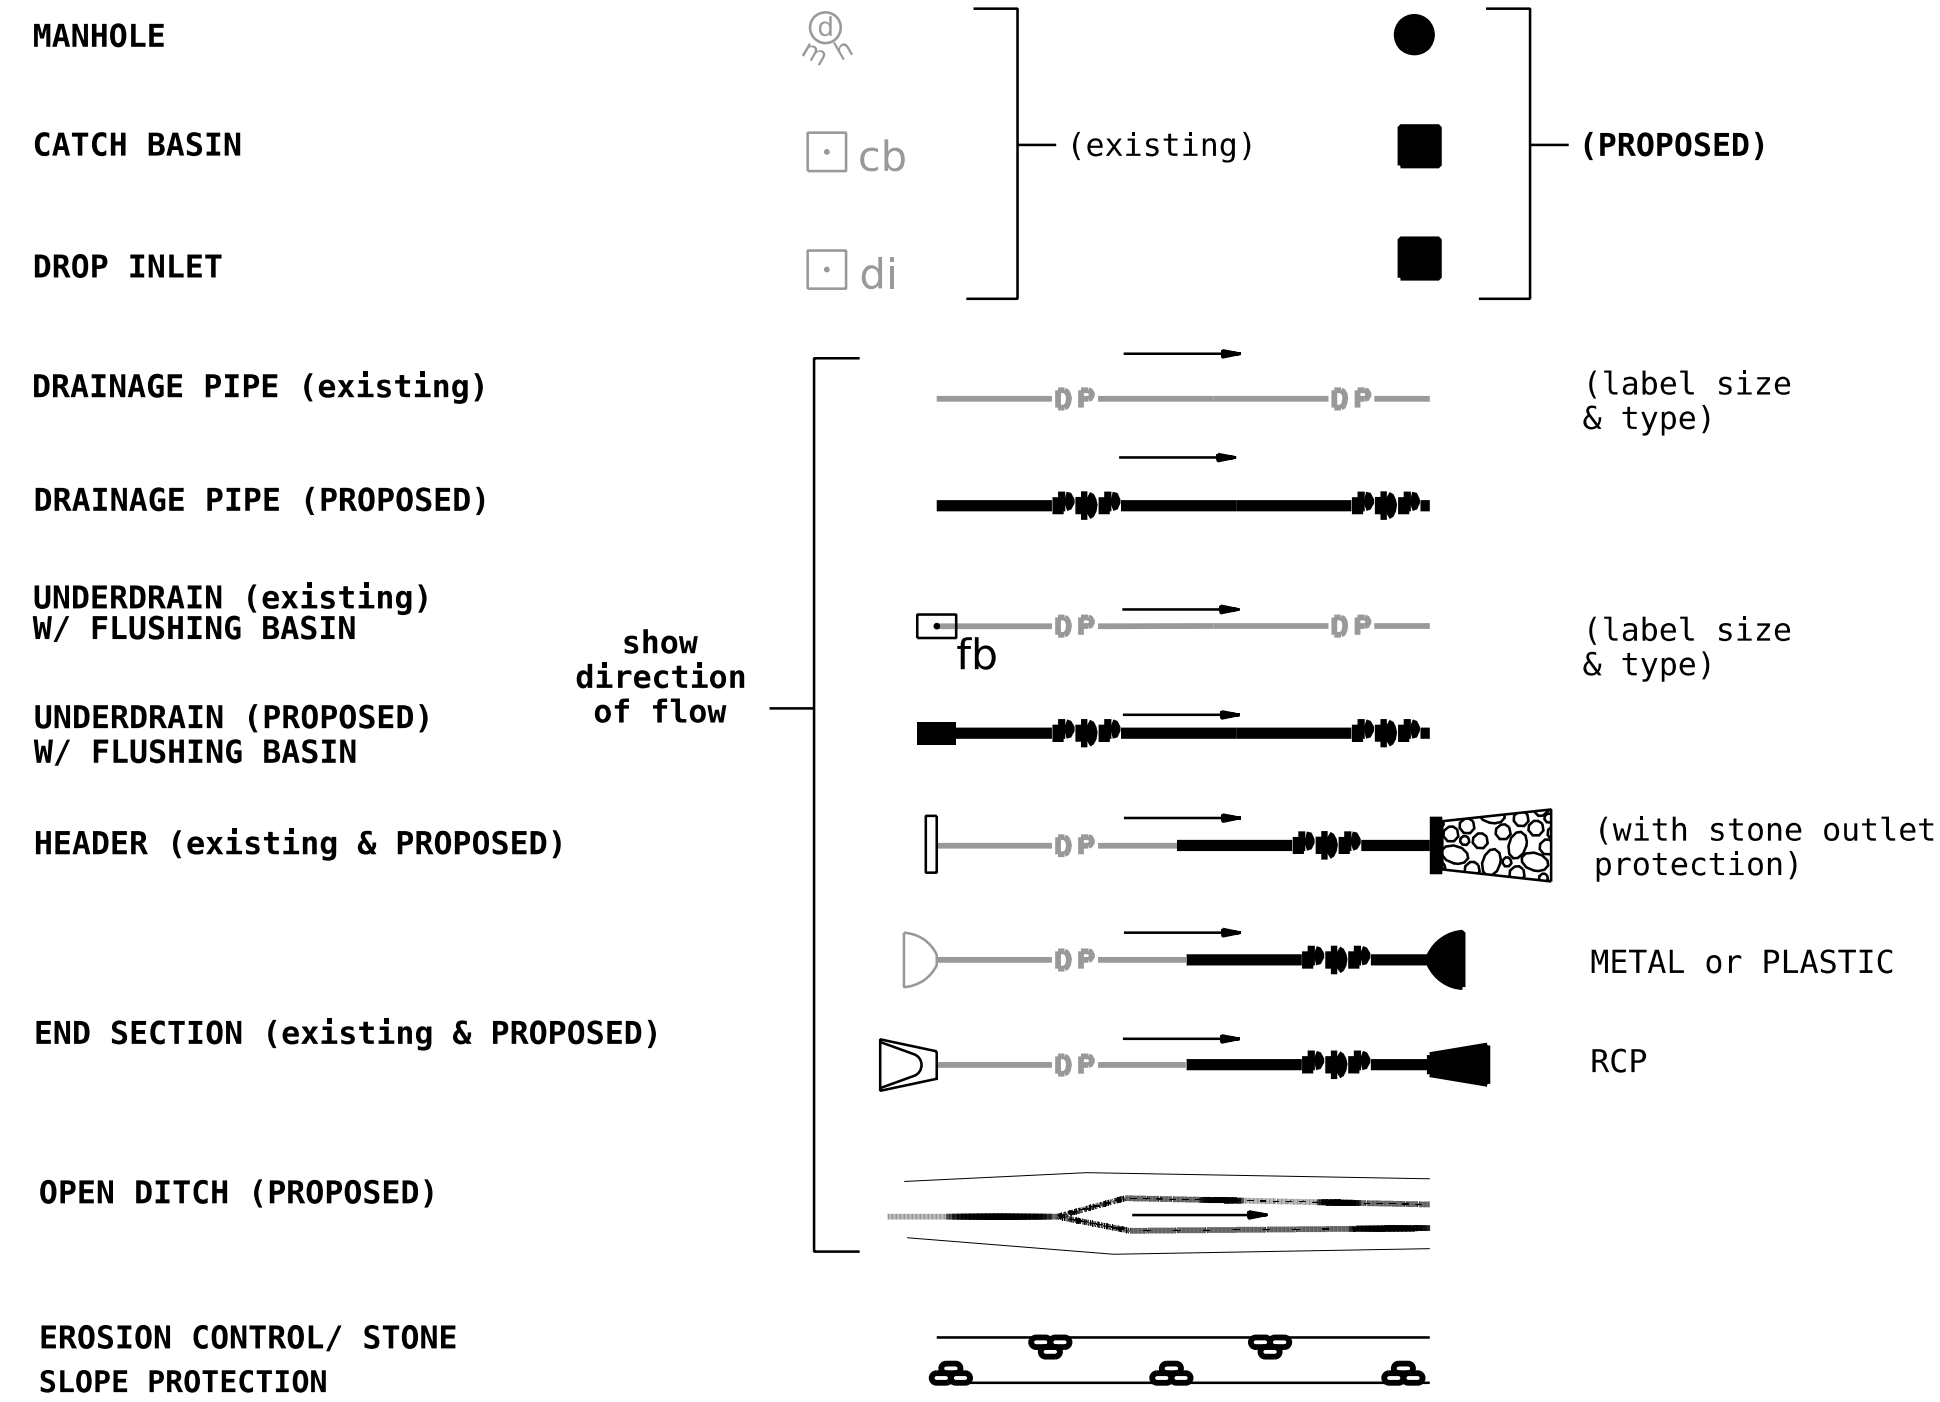 MANHOLE
d
mh
CATCH BASIN
cb
(existing)
(PROPOSED)
DROP INLET
di
DRAINAGE PIPE (existing)
DP DP
(label size
& type)
DRAINAGE PIPE (PROPOSED)
UNDERDRAIN (existing)
W/ FLUSHING BASIN
DP DP
fb
(label size
& type)
show
direction
of flow
UNDERDRAIN (PROPOSED)
W/ FLUSHING BASIN
HEADER (existing & PROPOSED)
DP
(with stone outlet
protection)
DP
METAL or PLASTIC
END SECTION (existing & PROPOSED)
DP
RCP
OPEN DITCH (PROPOSED)
EROSION CONTROL/ STONE
SLOPE PROTECTION